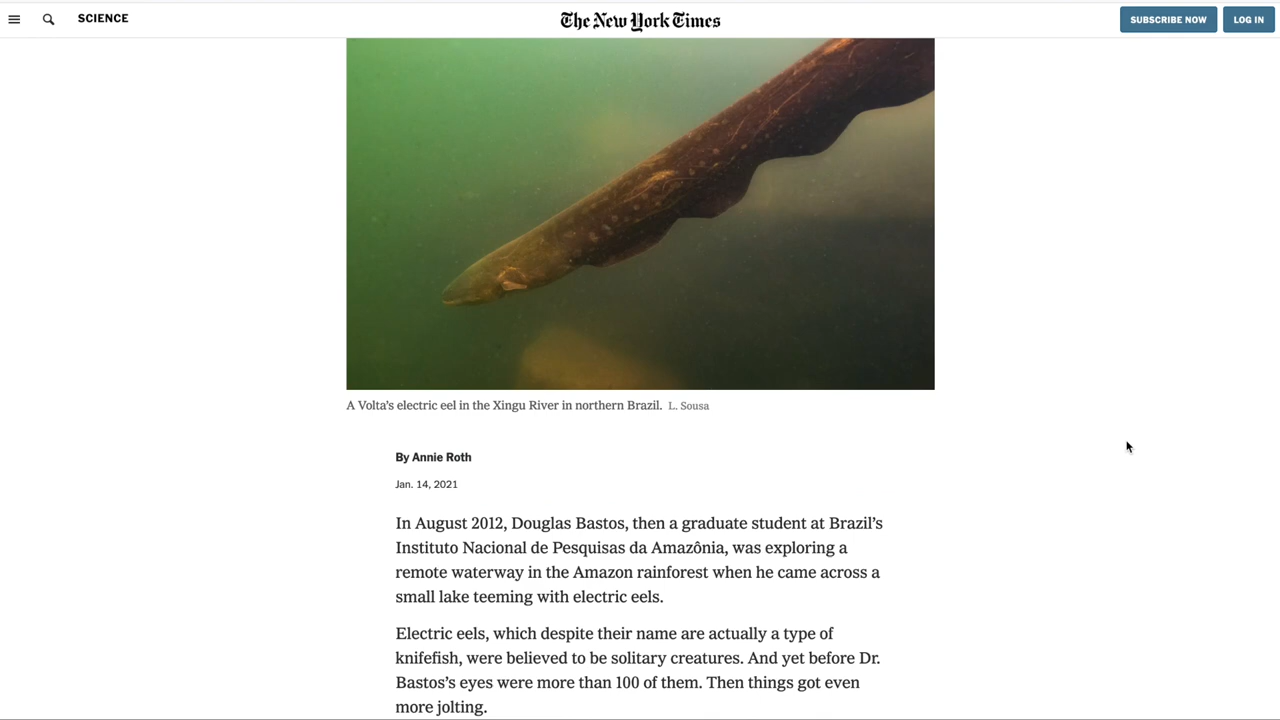 SCIENCE
The New York Times
SUBSCRIBE NOW
LOG IN
A Volta's electric eel in the Xingu River in northern Brazil. L. Sousa
By Annie Roth
Jan. 14, 2021
In August 2012, Douglas Bastos, then a graduate student at Brazil's
Instituto Nacional de Pesquisas da Amazônia, was exploring a
remote waterway in the Amazon rainforest when he came across a
small lake teeming with electric eels.
Electric eels, which despite their name are actually a type of
knifefish, were believed to be solitary creatures. And yet before Dr.
Bastos's eyes were more than 100 of them. Then things got even
more jolting.